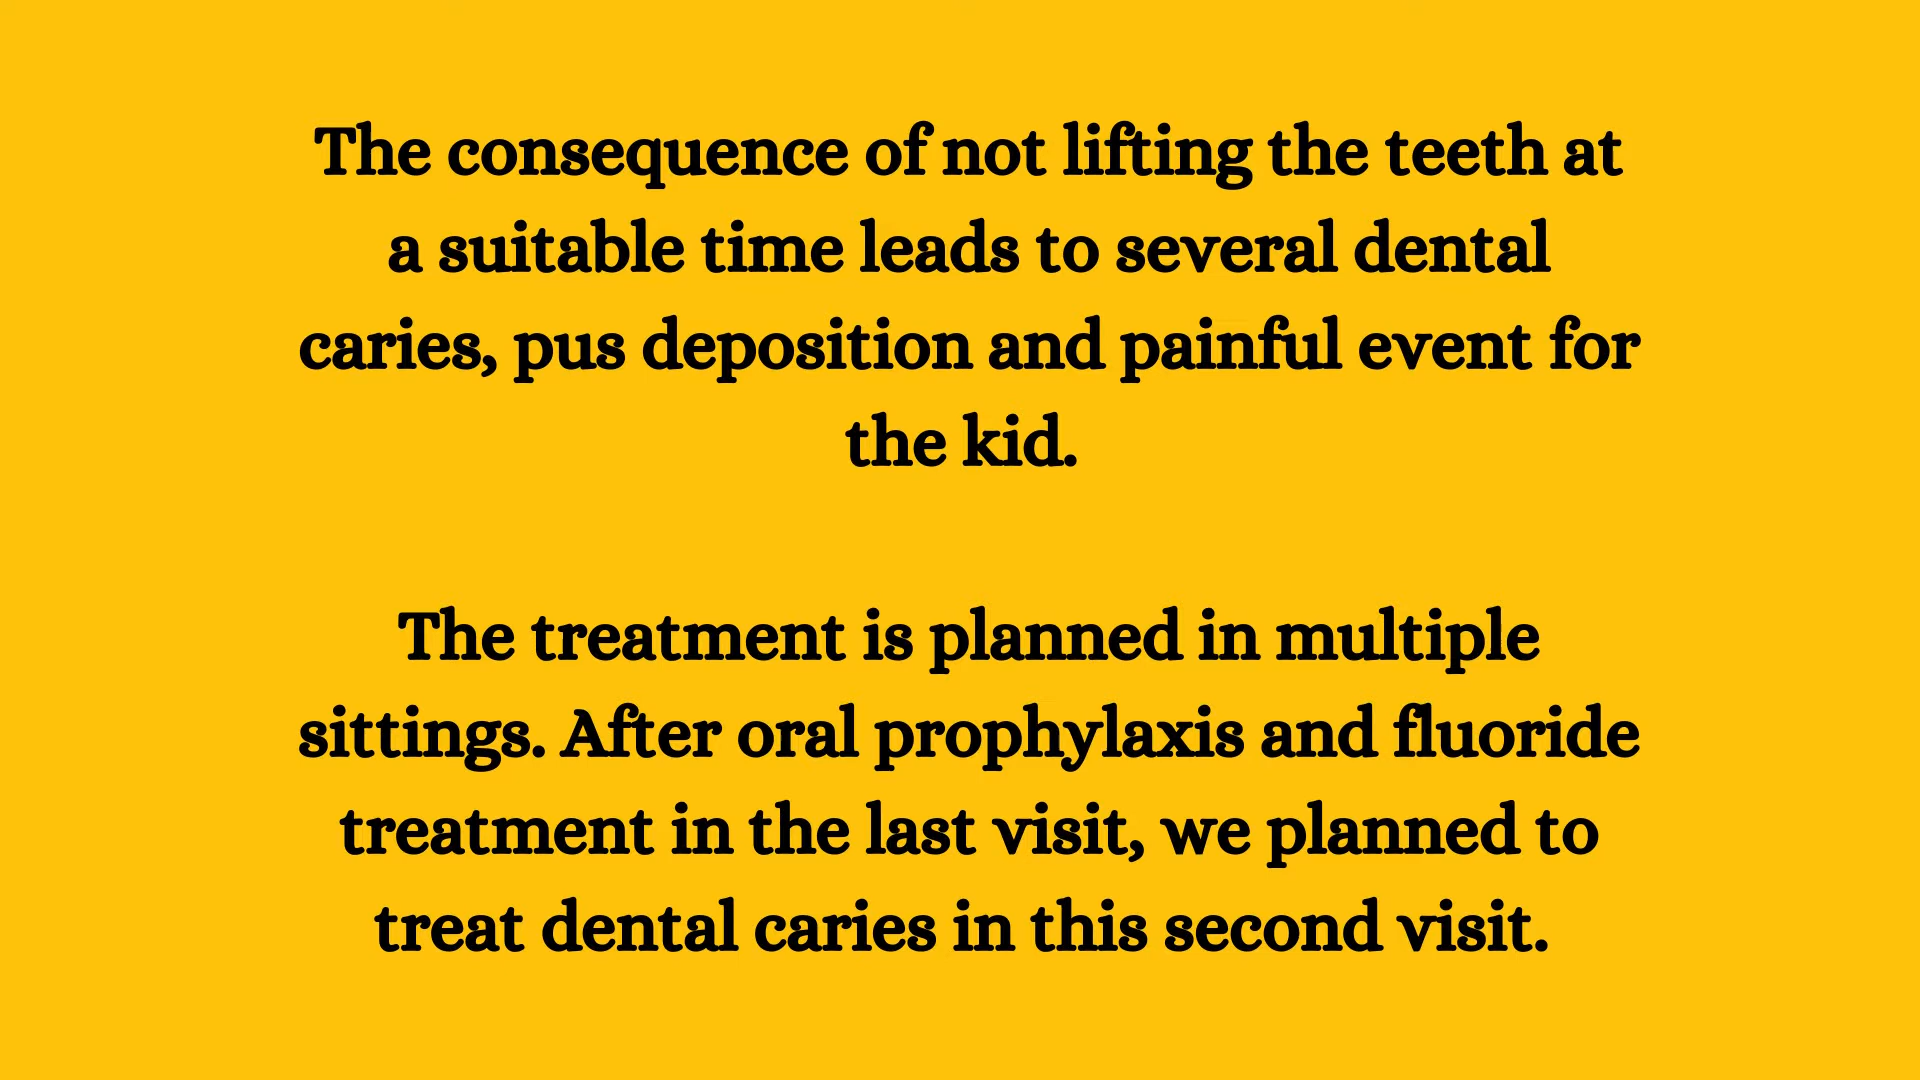 The consequence of not lifting the teeth at
a suitable time leads to several dental
caries, pus deposition and painful event for
the kid.
The treatment is planned in multiple
sittings. After oral prophylaxis and fluoride
treatment in the last visit, we planned to
treat dental caries in this second visit.